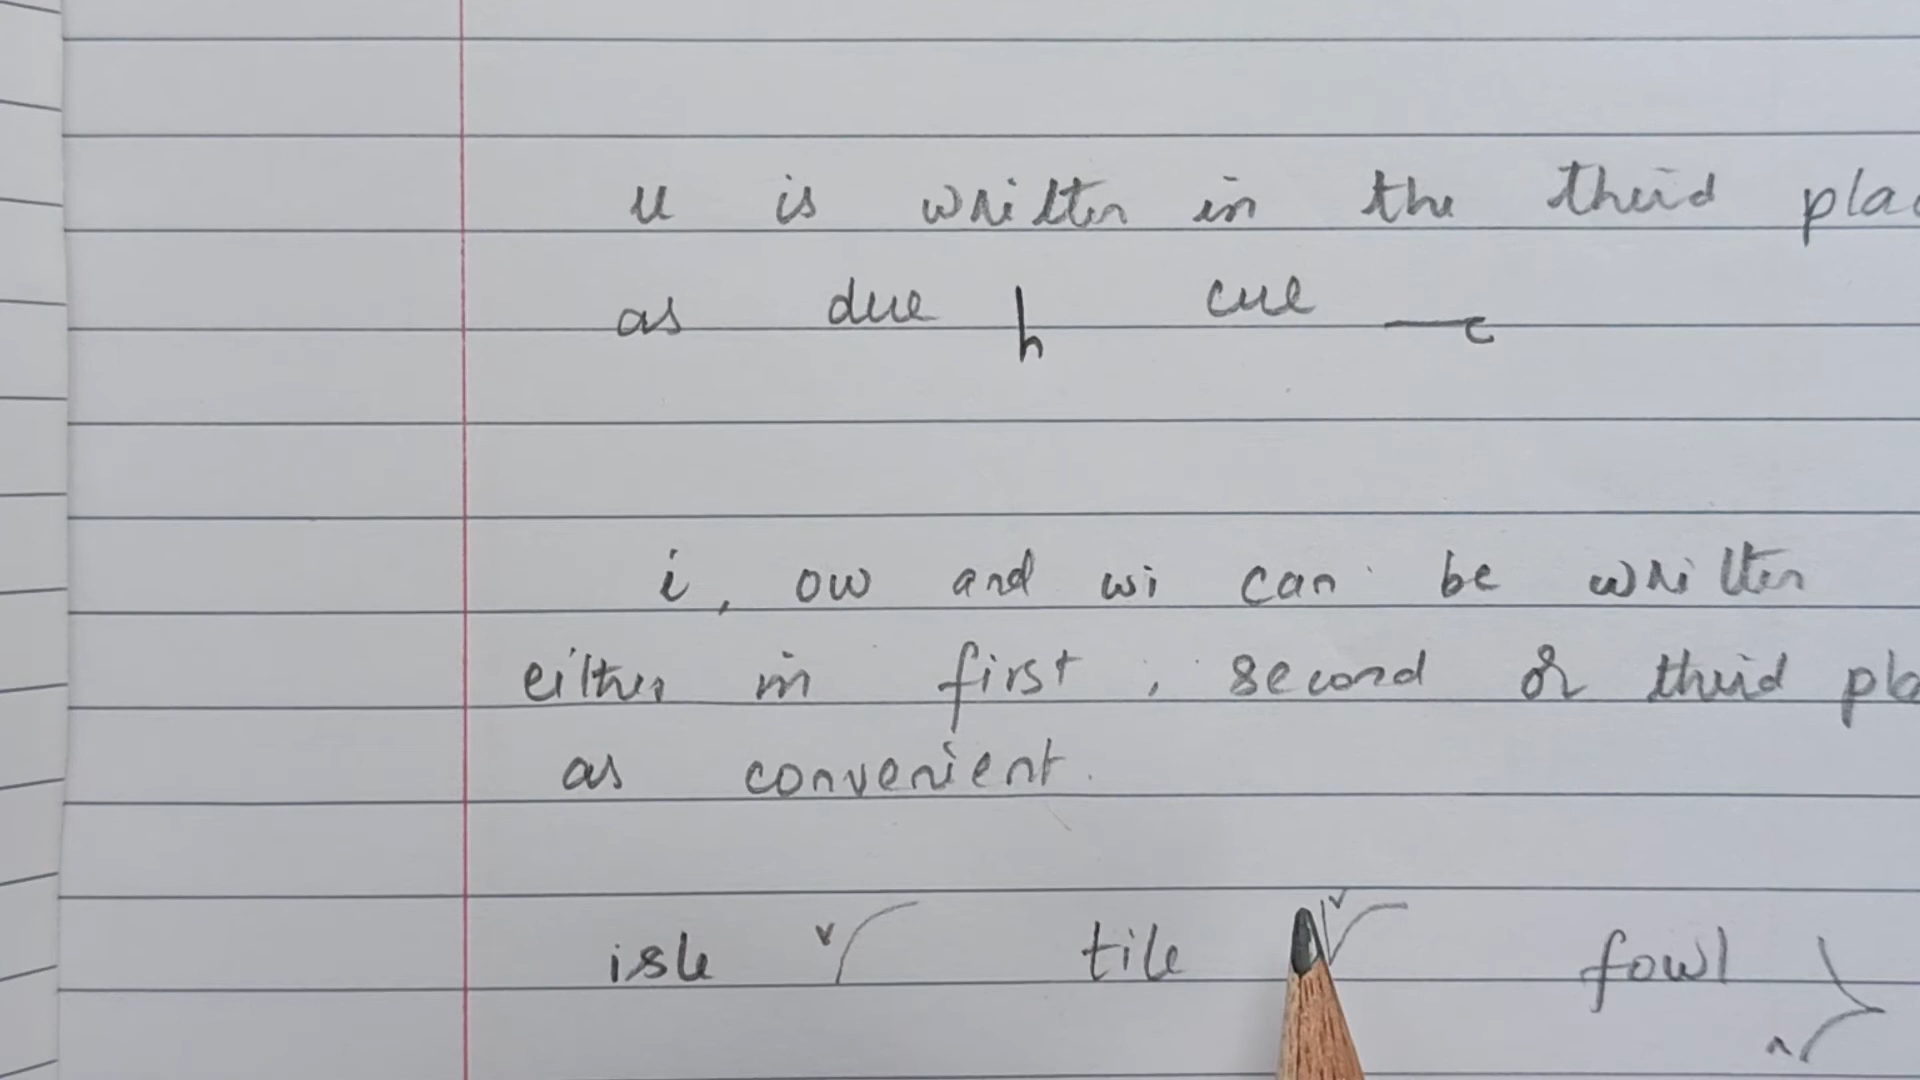 u is written in the third plac
as due cue
i, ow and wi can be written
either in first, second or third pla
as convenient.
isle tile fowl